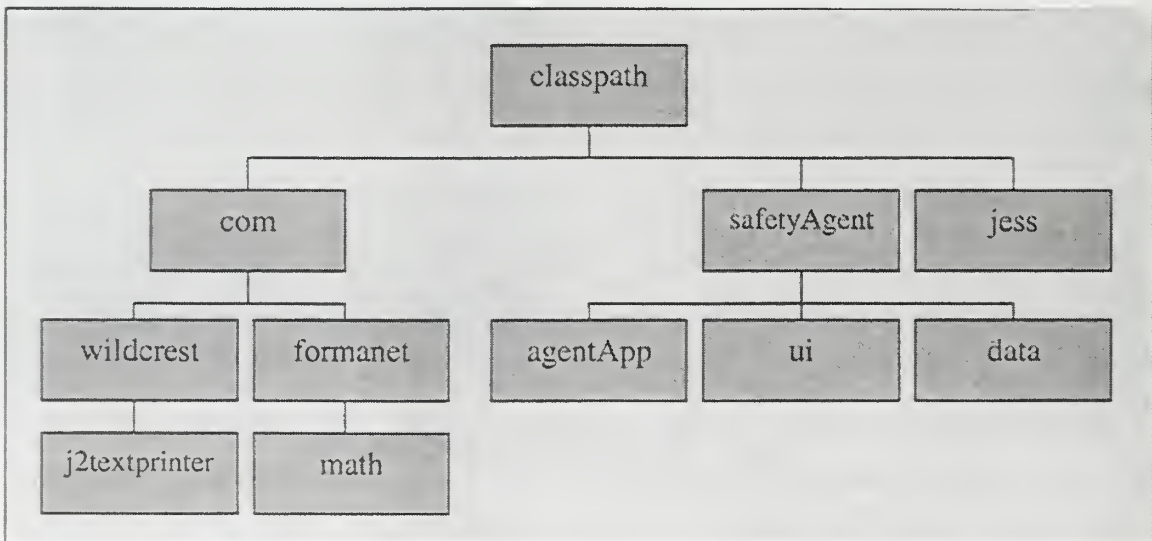 classpath
com
safetyAgent
jess
wildcrest
formanet
agentApp
ui
data
j2textprinter
math